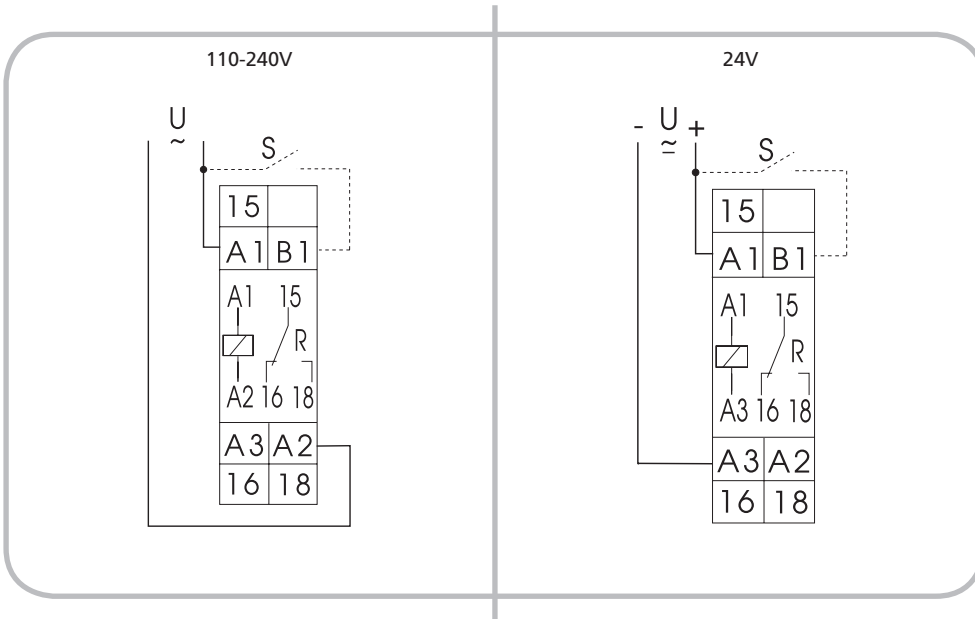 110-240V
U
~
S
15
A1 B1
A1 15
R
A2 16 18
A3 A2
16 18
24V
- U +
≂
S
15
A1 B1
A1 15
R
A3 16 18
A3 A2
16 18